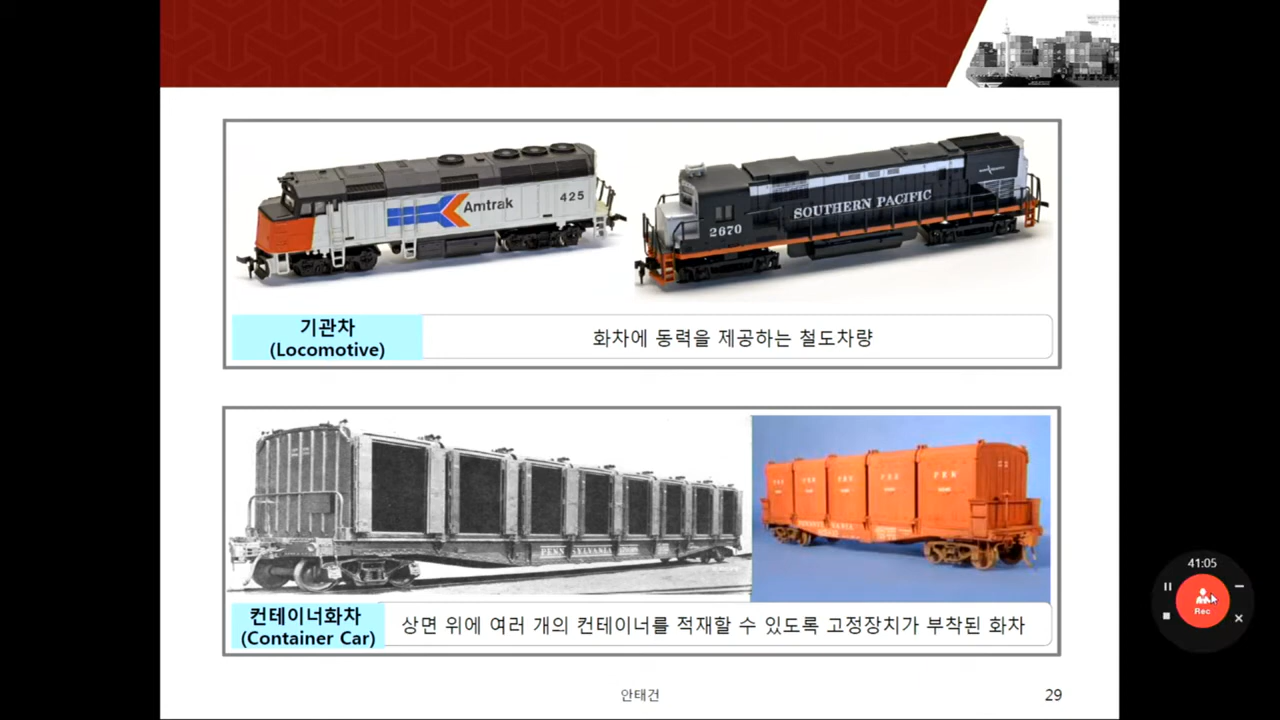 Amtrak
425
SOUTHERN PACIFIC
2670
기관차
(Locomotive)
화차에 동력을 제공하는 철도차량
PENNSYLVANIA
컨테이너화차
(Container Car)
상면 위에 여러 개의 컨테이너를 적재할 수 있도록 고정장치가 부착된 화차
안태건
29
41:05
Rec